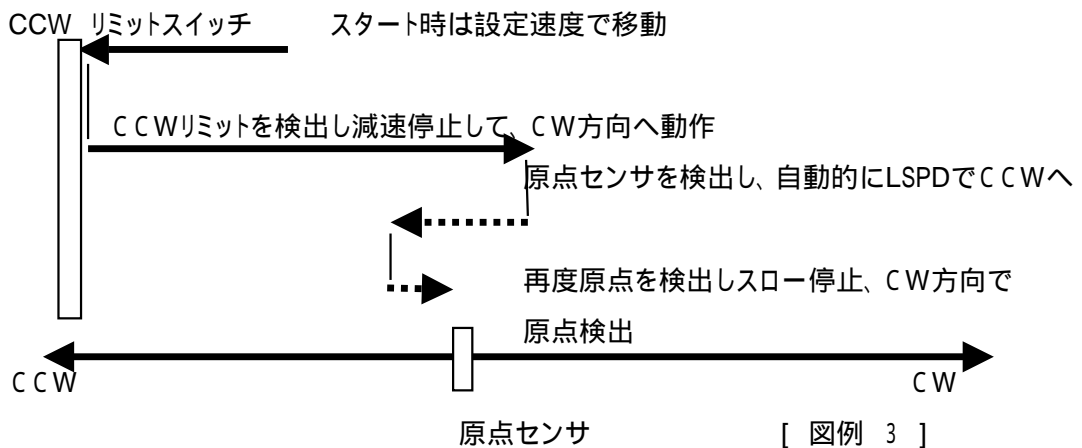 CCW リミットスイッチ　スタート時は設定速度で移動
CCWリミットを検出し減速停止して、CW方向へ動作
原点センサを検出し、自動的にLSPDでCCWへ
再度原点を検出しスロー停止、CW方向で
原点検出
CCW　CW
原点センサ　[ 図例 3 ]